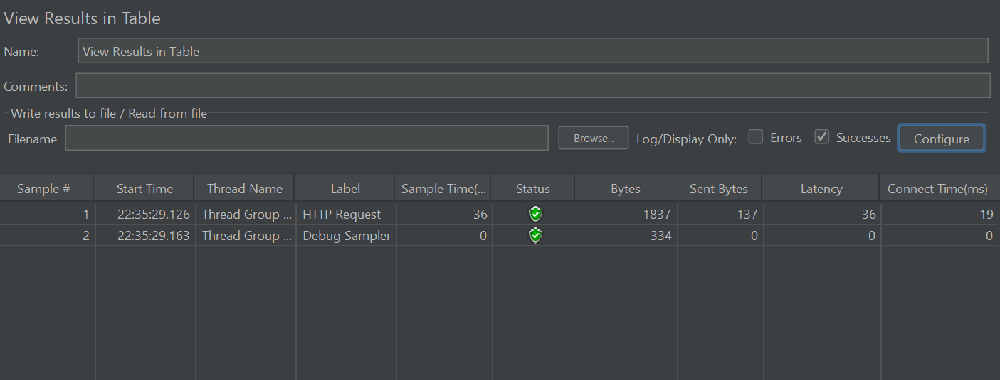 View Results in Table
Name: View Results in Table
Comments:
Write results to file / Read from file
Filename Browse... Log/Display Only: Errors Successes Configure
Sample # Start Time Thread Name Label Sample Time(... Status Bytes Sent Bytes Latency Connect Time(ms)
1 22:35:29.126 Thread Group ... HTTP Request 36 1837 137 36 19
2 22:35:29.163 Thread Group ... Debug Sampler 0 334 0 0 0